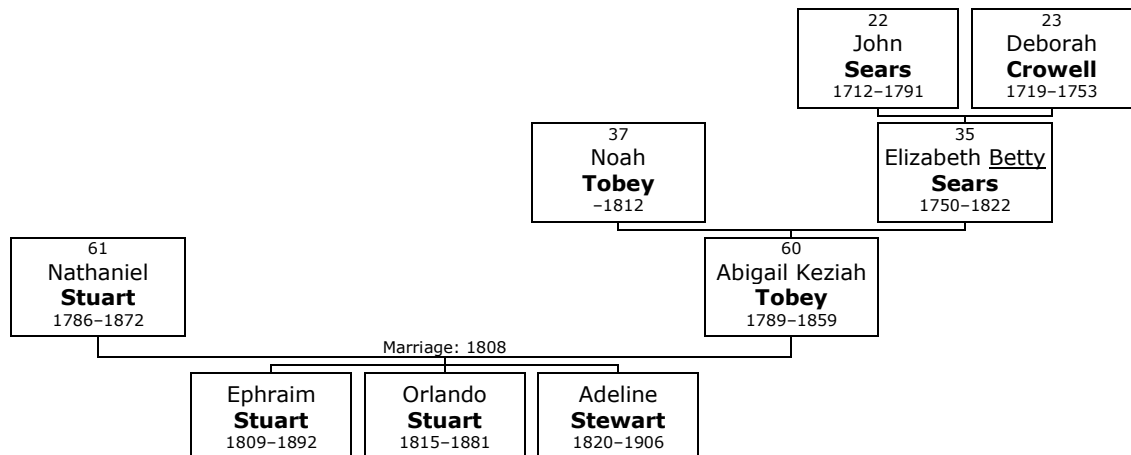 22
John
Sears
1712–1791
23
Deborah
Crowell
1719–1753
37
Noah
Tobey
–1812
35
Elizabeth Betty
Sears
1750–1822
61
Nathaniel
Stuart
1786–1872
60
Abigail Keziah
Tobey
1789–1859
Marriage: 1808
Ephraim
Stuart
1809–1892
Orlando
Stuart
1815–1881
Adeline
Stewart
1820–1906